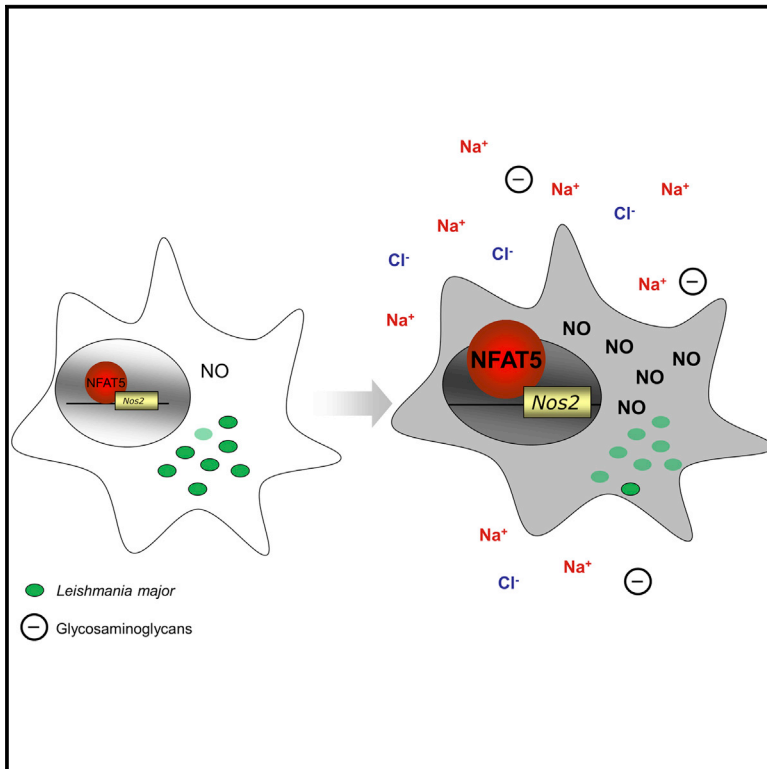 Na⁺
−
Na⁺
Na⁺
Cl⁻
Na⁺
Cl⁻
Cl⁻
Na⁺
−
Na⁺
NFAT5
Nos2
NO
NFAT5
Nos2
NO
NO
NO
NO
NO
Na⁺
Na⁺
Cl⁻
−
Leishmania major
− Glycosaminoglycans